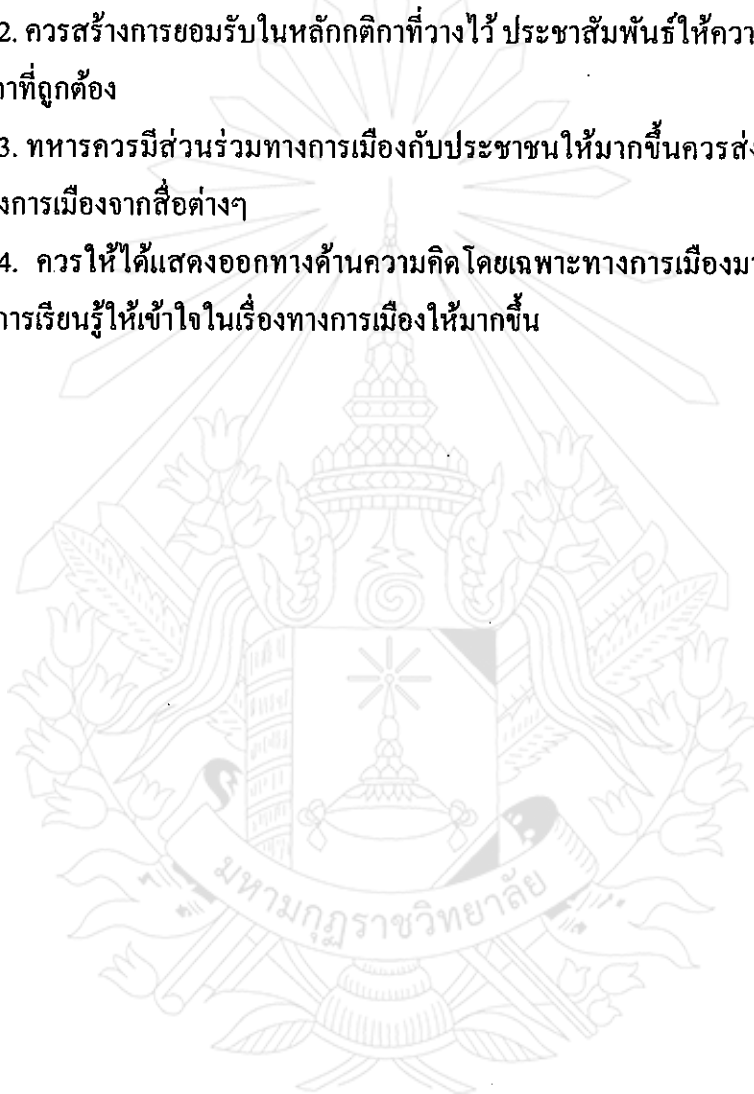 2. ควรสร้างการยอมรับในหลักกติกาที่วางไว้ ประชาสัมพันธ์ให้ควา
าที่ถูกต้อง
3. ทหารควรมีส่วนร่วมทางการเมืองกับประชาชนให้มากขึ้นควรส่ง
งการเมืองจากสื่อต่างๆ
4. ควรให้ได้แสดงออกทางด้านความคิดโดยเฉพาะทางการเมืองมา
การเรียนรู้ให้เข้าใจในเรื่องทางการเมืองให้มากขึ้น
มหามกุฏราชวิทยาลัย